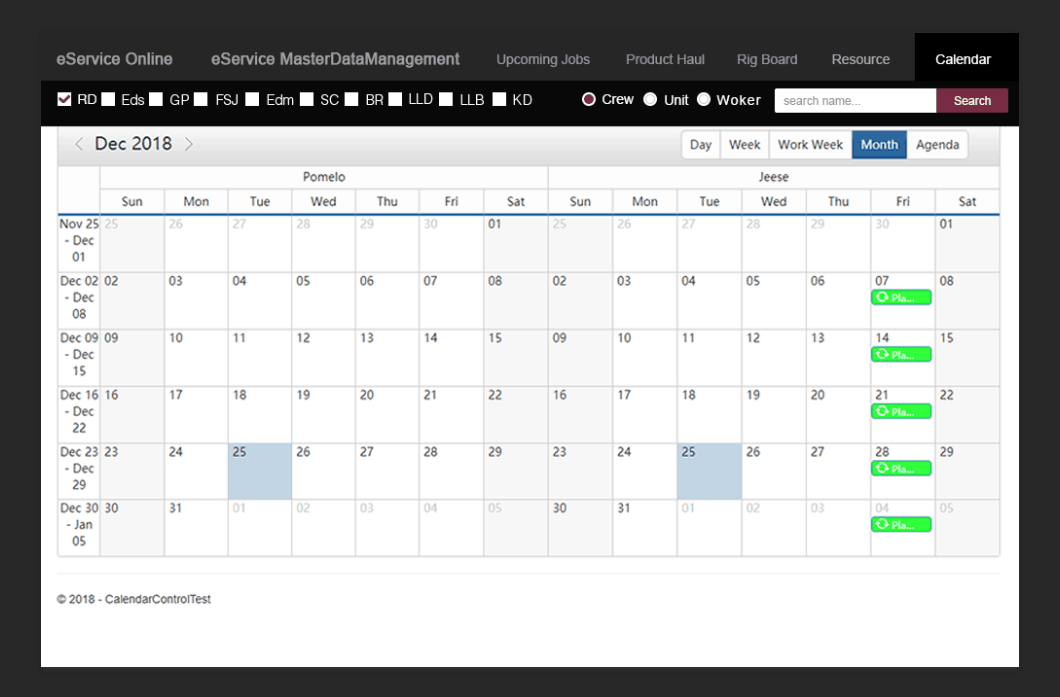 eService Online eService MasterDataManagement Upcoming Jobs Product Haul Rig Board Resource Calendar
RD Eds GP FSJ Edm SC BR LLD LLB KD Crew Unit Woker search name... Search
Dec 2018 Day Week Work Week Month Agenda
Pomelo Jeese
Sun Mon Tue Wed Thu Fri Sat Sun Mon Tue Wed Thu Fri Sat
Nov 25 25 26 27 28 29 30 01 25 26 27 28 29 30 01
- Dec
01
Dec 02 02 03 04 05 06 07 08 02 03 04 05 06 07 08
- Dec Pla...
08
Dec 09 09 10 11 12 13 14 15 09 10 11 12 13 14 15
- Dec Pla...
15
Dec 16 16 17 18 19 20 21 22 16 17 18 19 20 21 22
- Dec Pla...
22
Dec 23 23 24 25 26 27 28 29 23 24 25 26 27 28 29
- Dec Pla...
29
Dec 30 30 31 01 02 03 04 05 30 31 01 02 03 04 05
- Jan Pla...
05
© 2018 - CalendarControlTest